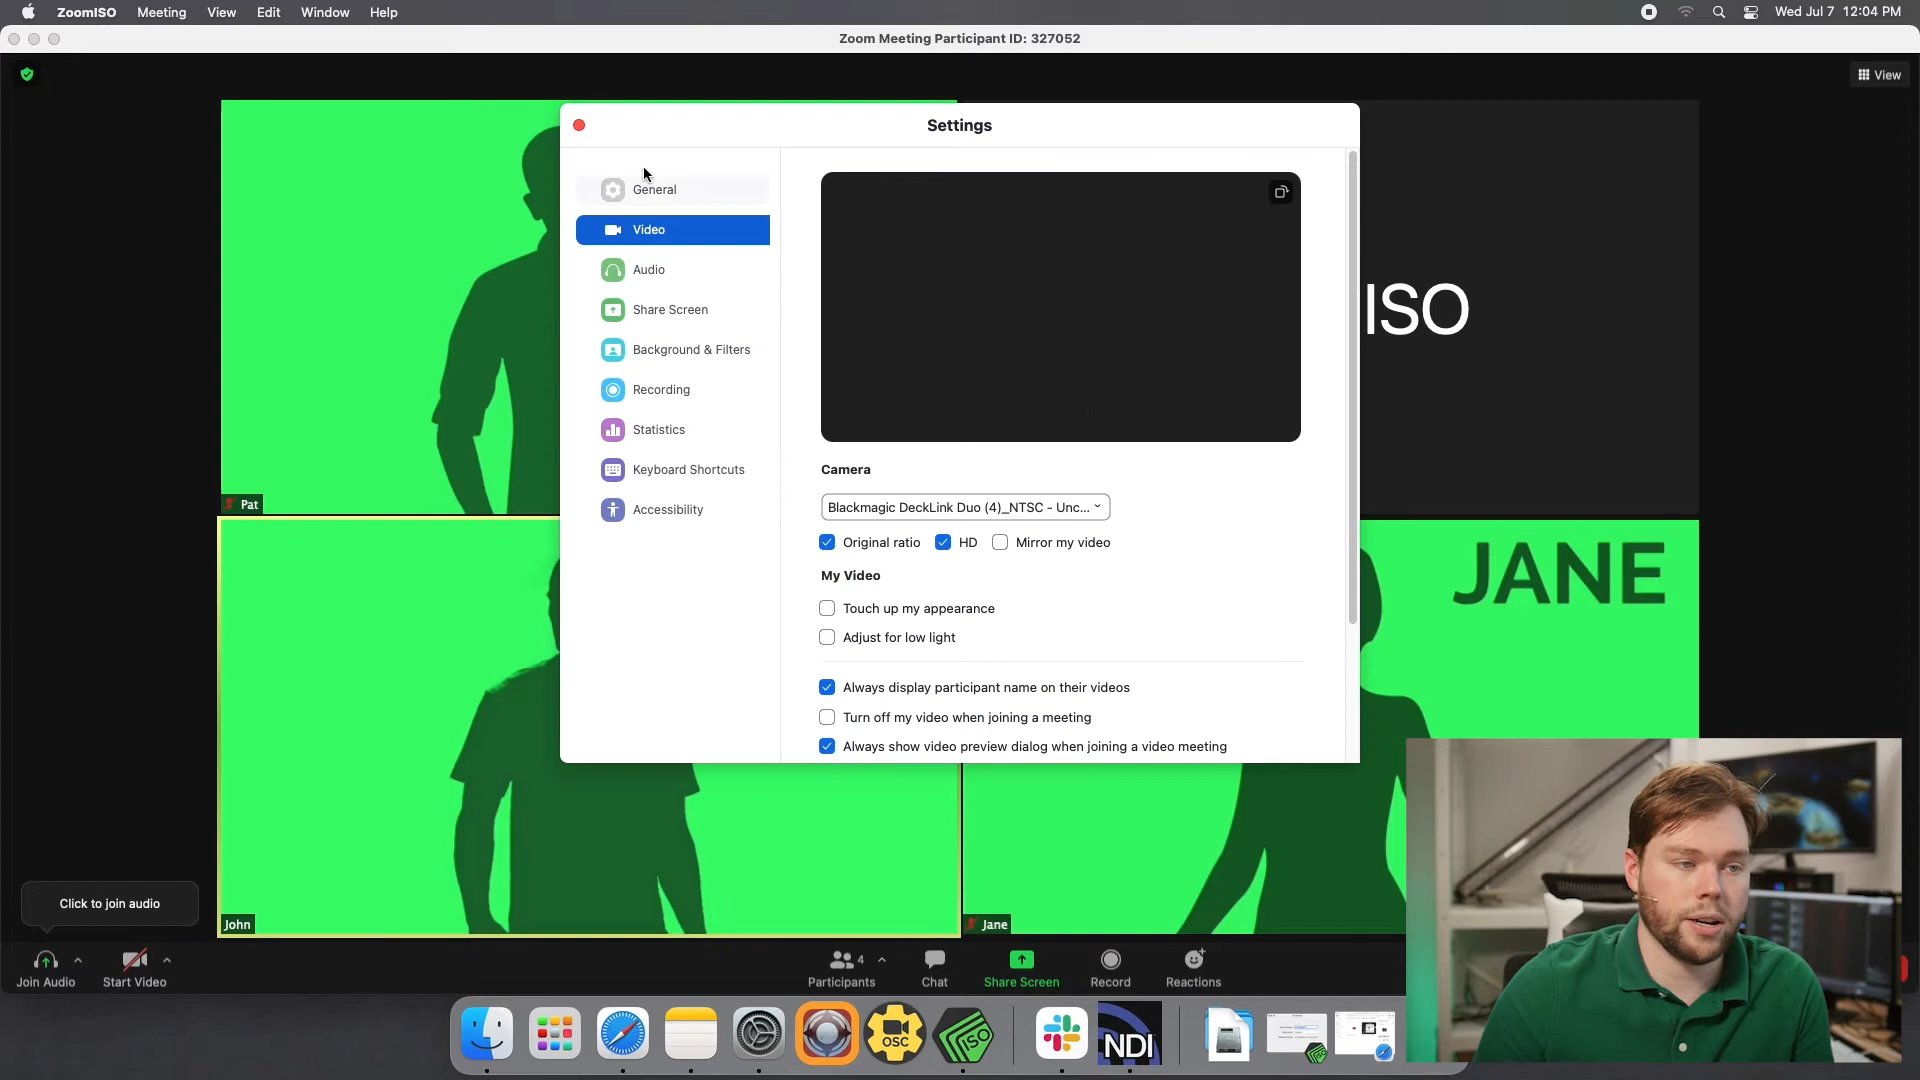 ZoomISO Meeting View Edit Window Help
Wed Jul 7 12:04 PM
Zoom Meeting Participant ID: 327052
View
Settings
General
Video
Audio
Share Screen
Background & Filters
Recording
Statistics
Keyboard Shortcuts
Accessibility
Camera
Blackmagic DeckLink Duo (4)_NTSC - Unc...
Original ratio HD Mirror my video
My Video
Touch up my appearance
Adjust for low light
Always display participant name on their videos
Turn off my video when joining a meeting
Always show video preview dialog when joining a video meeting
ISO
Pat
JANE
John
Jane
Click to join audio
Join Audio
Start Video
4
Participants
Chat
Share Screen
Record
Reactions
OSC
ISO
NDI